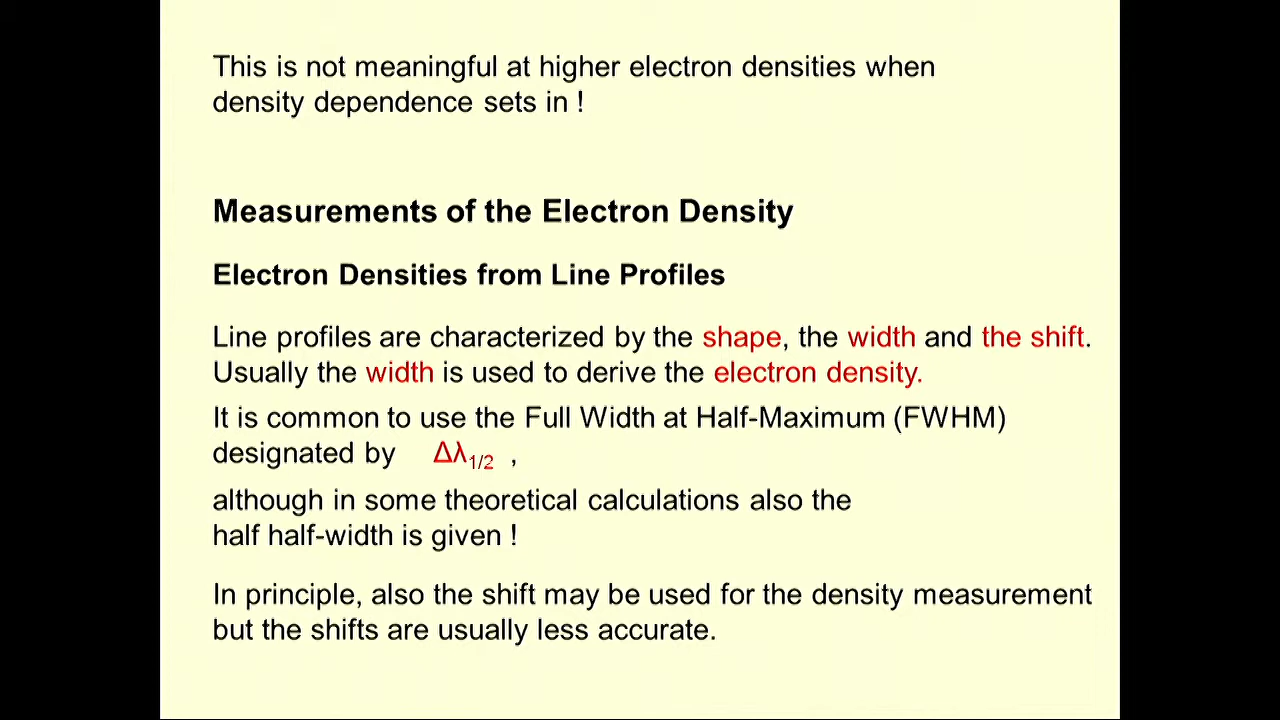 This is not meaningful at higher electron densities when
density dependence sets in !
Measurements of the Electron Density
Electron Densities from Line Profiles
Line profiles are characterized by the shape, the width and the shift.
Usually the width is used to derive the electron density.
It is common to use the Full Width at Half-Maximum (FWHM)
designated by Δλ1/2 ,
although in some theoretical calculations also the
half half-width is given !
In principle, also the shift may be used for the density measurement
but the shifts are usually less accurate.